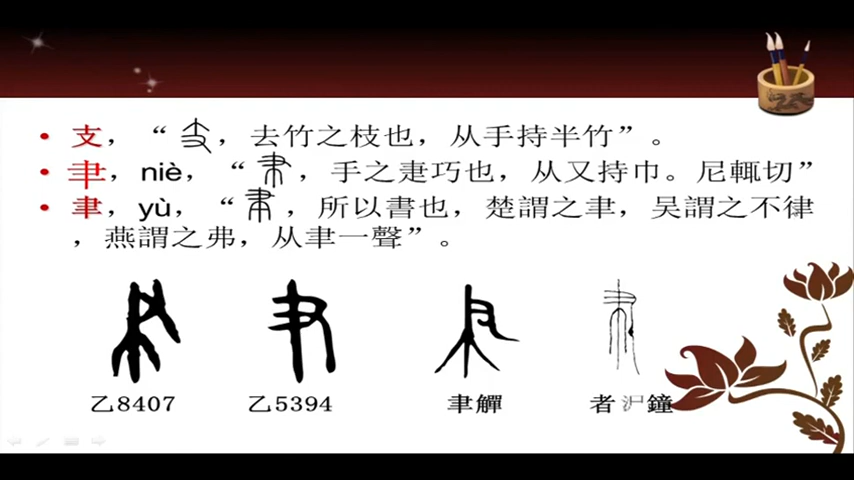 支，“，去竹之枝也，从手持半竹”。
肀，niè，“，手之疌巧也，从又持巾。尼輒切”
聿，yù，“，所以書也，楚謂之聿，吴謂之不律
，燕謂之弗，从聿一聲”。
乙8407 乙5394 聿觶 者鐘